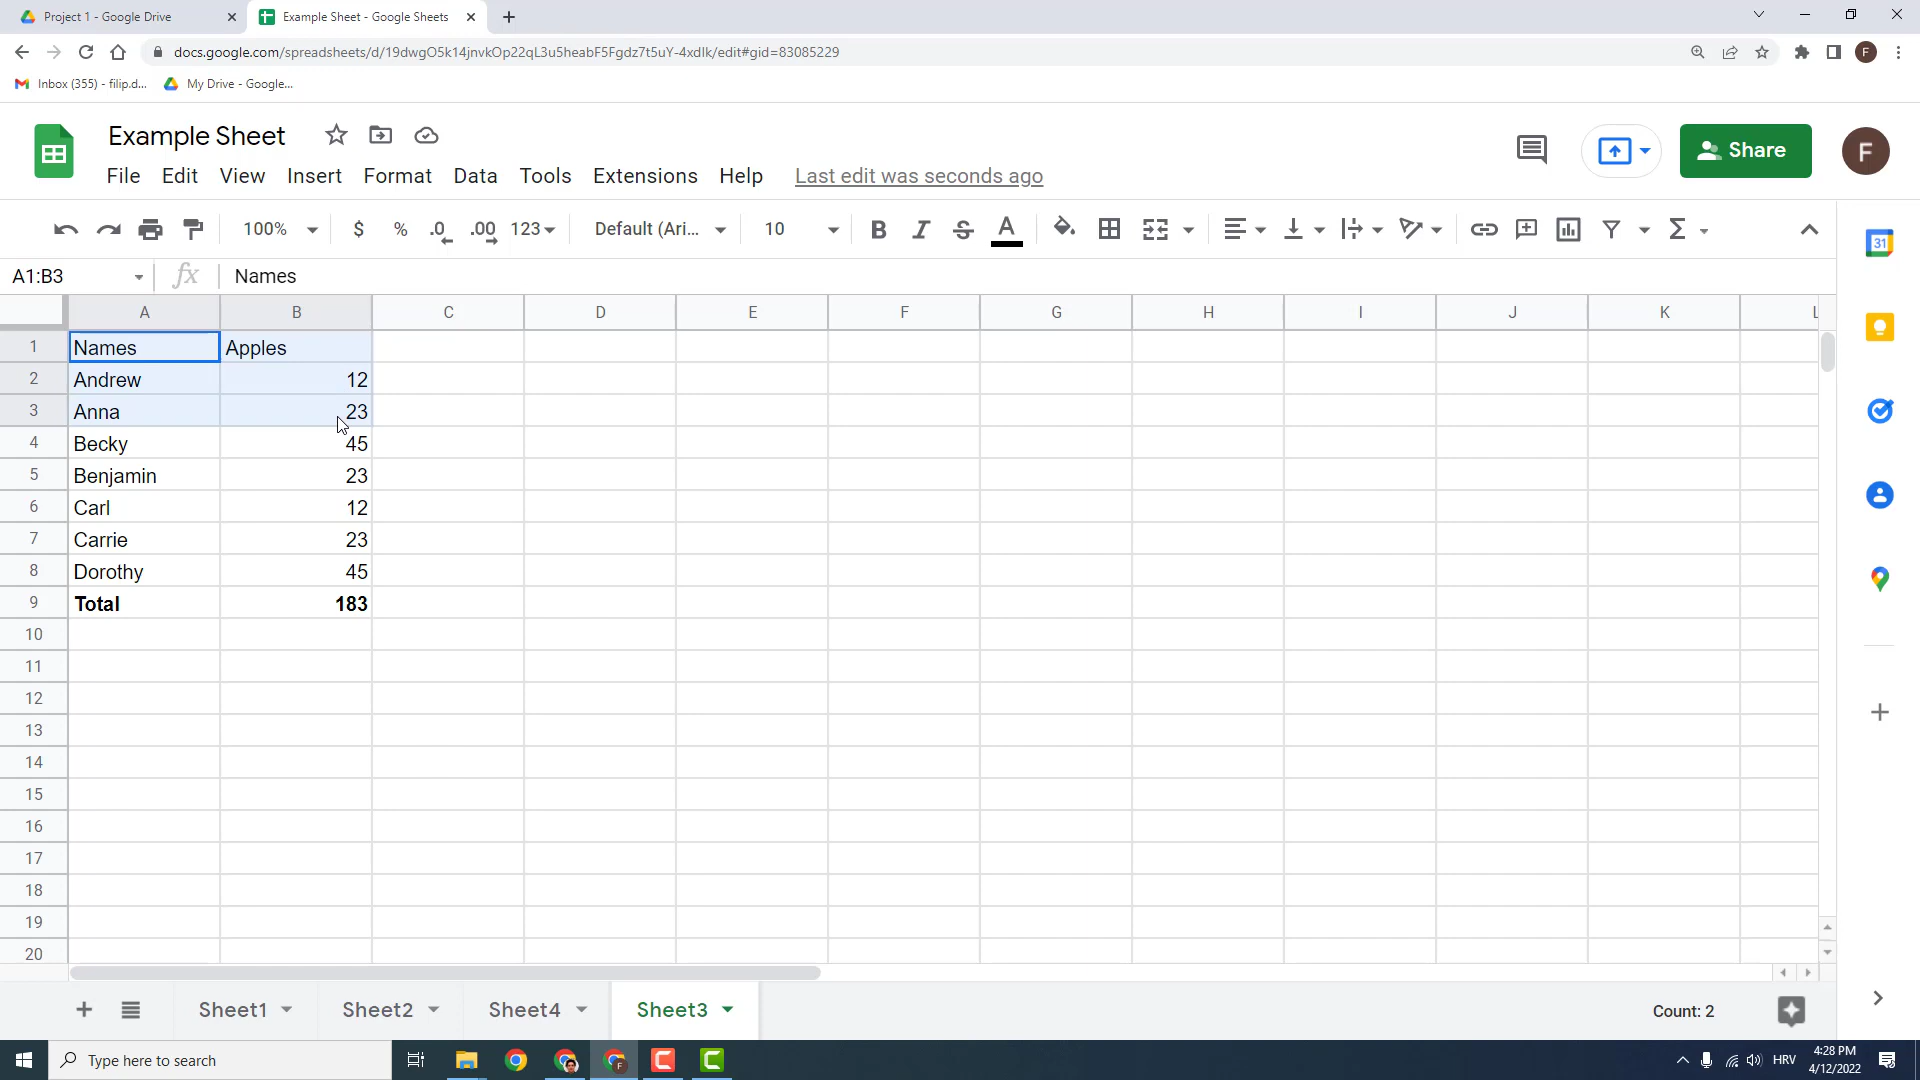 Project 1 - Google Drive
Example Sheet - Google Sheets
docs.google.com/spreadsheets/d/19dwgO5k14jnvkOp22qL3u5heabF5Fgdz7t5uY-4xdlk/edit#gid=83085229
F
Inbox (355) - filip.d...
My Drive - Google...
Example Sheet
Share
F
File Edit View Insert Format Data Tools Extensions Help Last edit was seconds ago
100% $ % .0 .00 123 Default (Ari... 10 B I S A Σ
31
A1:B3 fx Names
A B C D E F G H I J K L
1 Names Apples
2 Andrew 12
3 Anna 23
4 Becky 45
5 Benjamin 23
6 Carl 12
7 Carrie 23
8 Dorothy 45
9 Total 183
10
11
12
13
14
15
16
17
18
19
20
Sheet1 Sheet2 Sheet4 Sheet3 Count: 2
Type here to search
HRV
4:28 PM
4/12/2022